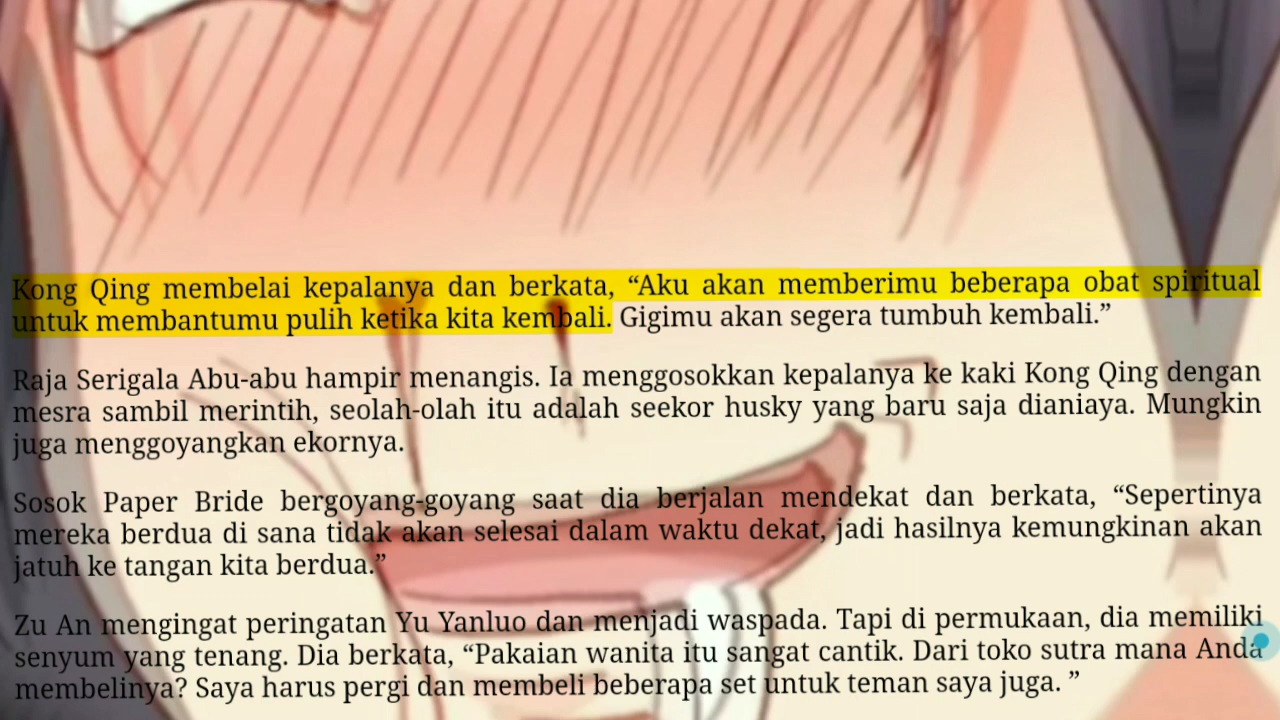 Kong Qing membelai kepalanya dan berkata, “Aku akan memberimu beberapa obat spiritual
untuk membantumu pulih ketika kita kembali. Gigimu akan segera tumbuh kembali.”
Raja Serigala Abu-abu hampir menangis. Ia menggosokkan kepalanya ke kaki Kong Qing dengan
mesra sambil merintih, seolah-olah itu adalah seekor husky yang baru saja dianiaya. Mungkin
juga menggoyangkan ekornya.
Sosok Paper Bride bergoyang-goyang saat dia berjalan mendekat dan berkata, “Sepertinya
mereka berdua di sana tidak akan selesai dalam waktu dekat, jadi hasilnya kemungkinan akan
jatuh ke tangan kita berdua.”
Zu An mengingat peringatan Yu Yanluo dan menjadi waspada. Tapi di permukaan, dia memiliki
senyum yang tenang. Dia berkata, “Pakaian wanita itu sangat cantik. Dari toko sutra mana Anda
membelinya? Saya harus pergi dan membeli beberapa set untuk teman saya juga. ”